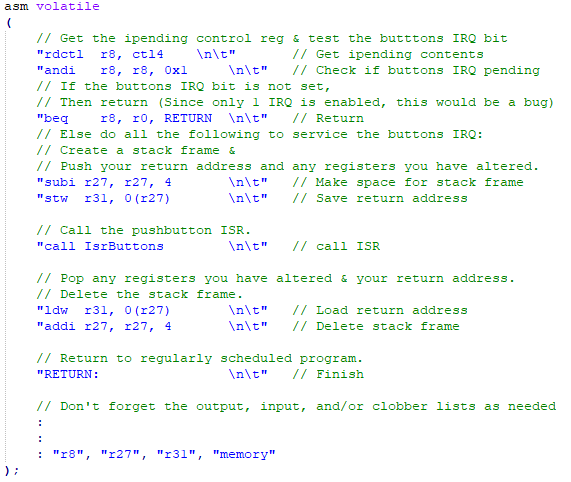 asm volatile
(
// Get the ipending control reg & test the butttons IRQ bit
"rdctl r8, ctl4 \n\t" // Get ipending contents
"andi r8, r8, 0x1 \n\t" // Check if buttons IRQ pending
// If the buttons IRQ bit is not set,
// Then return (Since only 1 IRQ is enabled, this would be a bug)
"beq r8, r0, RETURN \n\t" // Return
// Else do all the following to service the buttons IRQ:
// Create a stack frame &
// Push your return address and any registers you have altered.
"subi r27, r27, 4 \n\t" // Make space for stack frame
"stw r31, 0(r27) \n\t" // Save return address
// Call the pushbutton ISR.
"call IsrButtons \n\t" // call ISR
// Pop any registers you have altered & your return address.
// Delete the stack frame.
"ldw r31, 0(r27) \n\t" // Load return address
"addi r27, r27, 4 \n\t" // Delete stack frame
// Return to regularly scheduled program.
"RETURN: \n\t" // Finish
// Don't forget the output, input, and/or clobber lists as needed
:
:
: "r8", "r27", "r31", "memory"
);